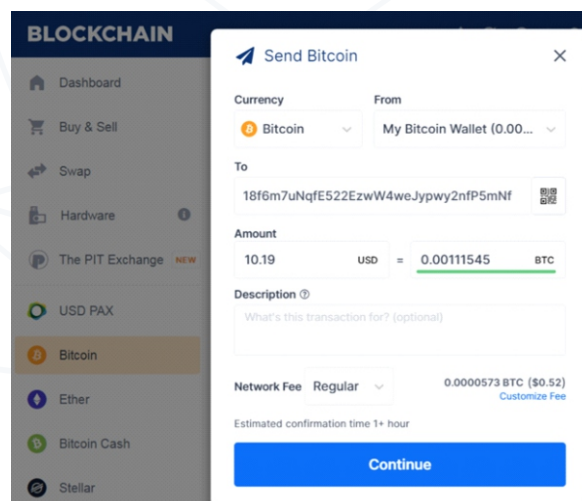 BLOCKCHAIN
Dashboard
Buy & Sell
Swap
Hardware
The PIT Exchange NEW
USD PAX
Bitcoin
Ether
Bitcoin Cash
Stellar
Send Bitcoin
Currency From
Bitcoin My Bitcoin Wallet (0.00...
To
18f6m7uNqfE522EzwW4weJypwy2nfP5mNf
Amount
10.19 USD = 0.00111545 BTC
Description
What's this transaction for? (optional)
Network Fee Regular 0.0000573 BTC ($0.52)
Customize Fee
Estimated confirmation time 1+ hour
Continue